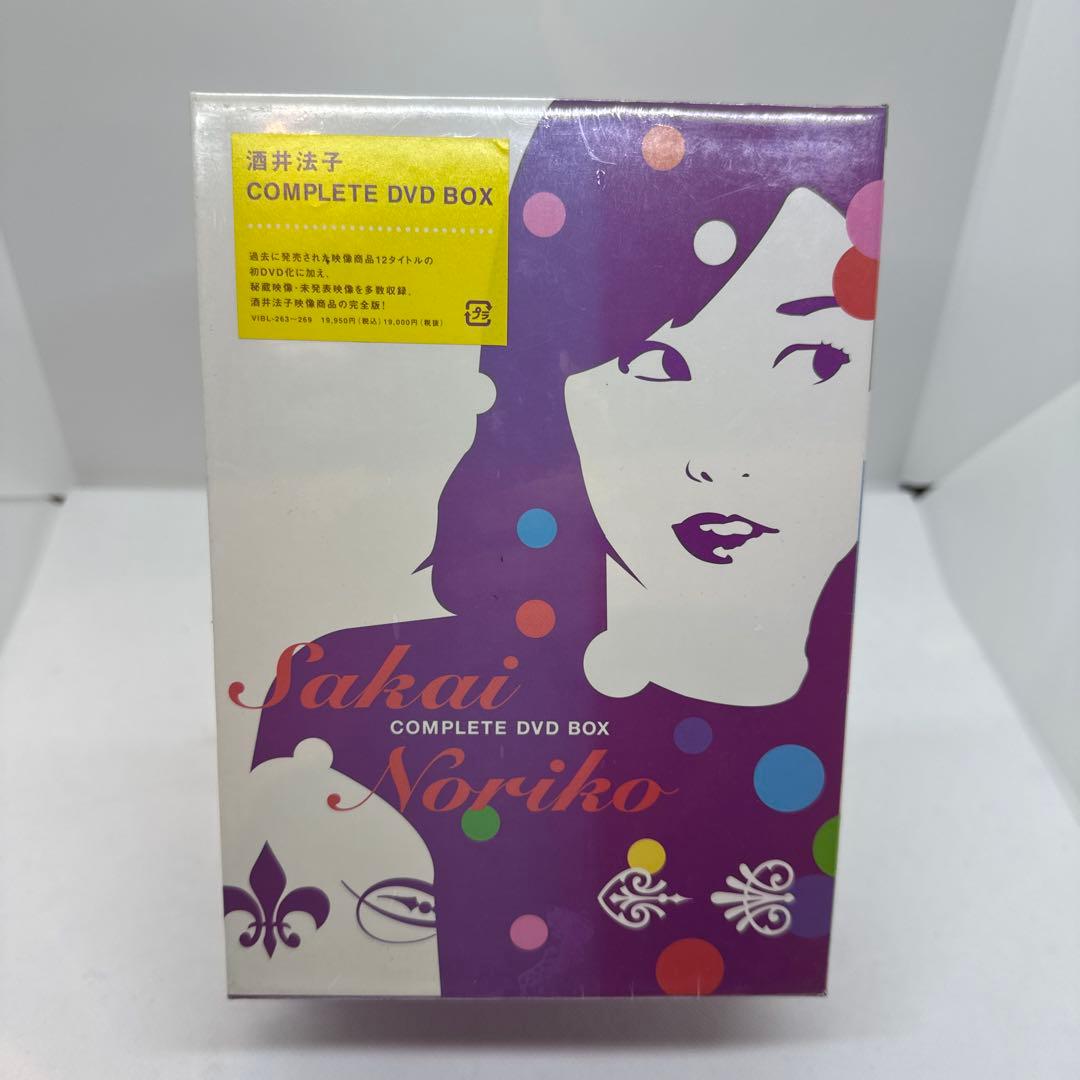 酒井法子
COMPLETE DVD BOX
過去に発売された映像商品12タイトルの
初DVD化に加え、
秘蔵映像・未発表映像を多数収録。
酒井法子映像商品の完全版!
VIBL-263〜269 19,950円(税込)19,000円(税抜)
プラ
Sakai
COMPLETE DVD BOX
Noriko